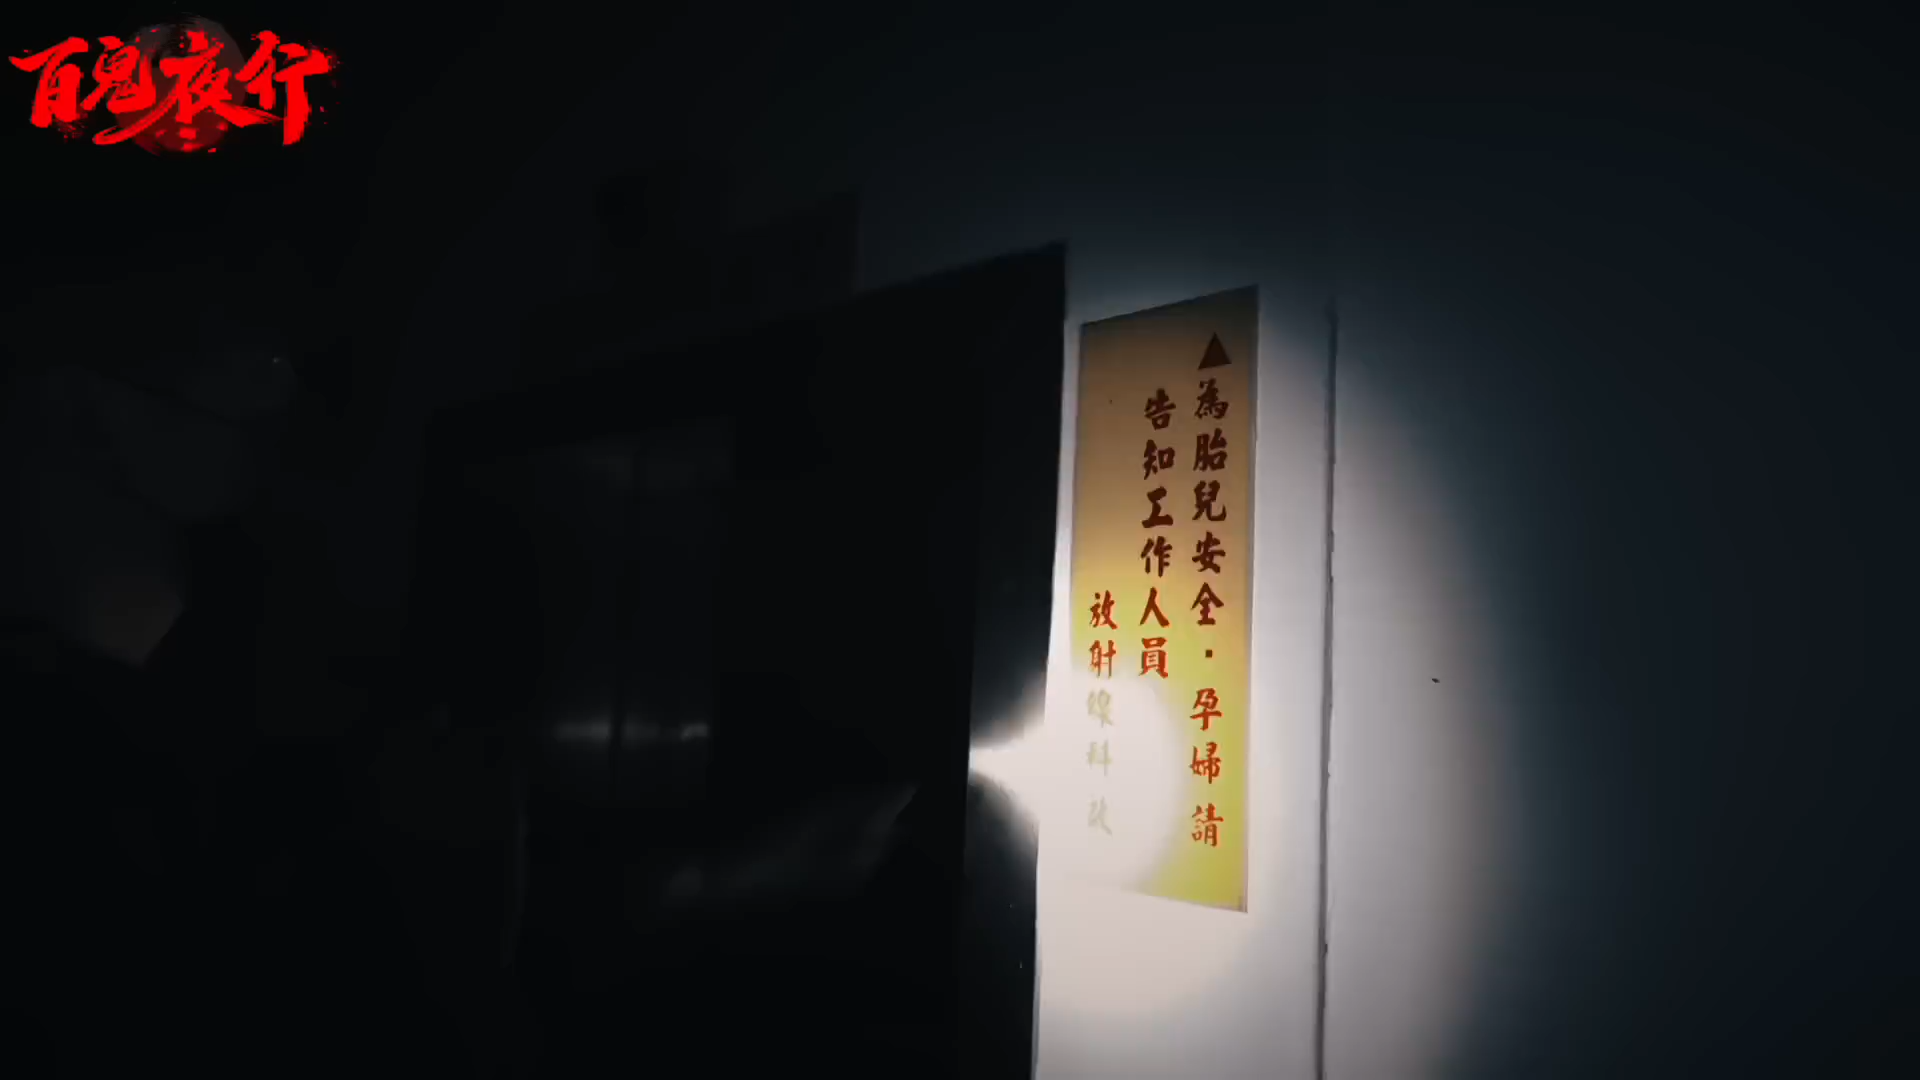 百鬼夜行
▲為胎兒安全・孕婦請
告知工作人員
放射線科啟